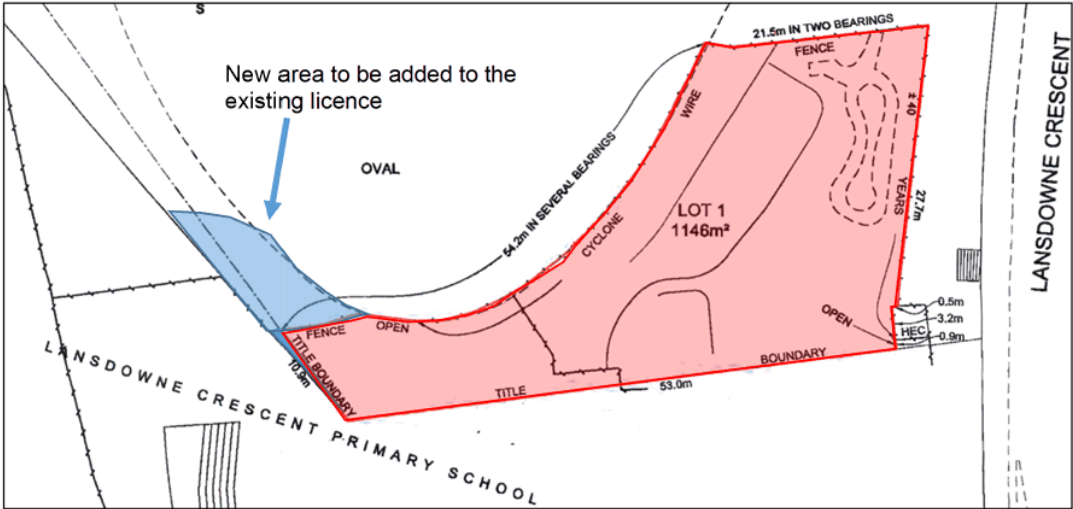 S
21.5m IN TWO BEARINGS
FENCE
New area to be added to the
existing licence
WIRE
± 40
YEARS
27.7m
OVAL
54.2m IN SEVERAL BEARINGS
CYCLONE
LOT 1
1146m²
LANSDOWNE CRESCENT
OPEN
0.5m
3.2m
HEC
0.9m
FENCE
OPEN
TITLE BOUNDARY
10.9m
BOUNDARY
TITLE
53.0m
LANSDOWNE CRESCENT PRIMARY SCHOOL